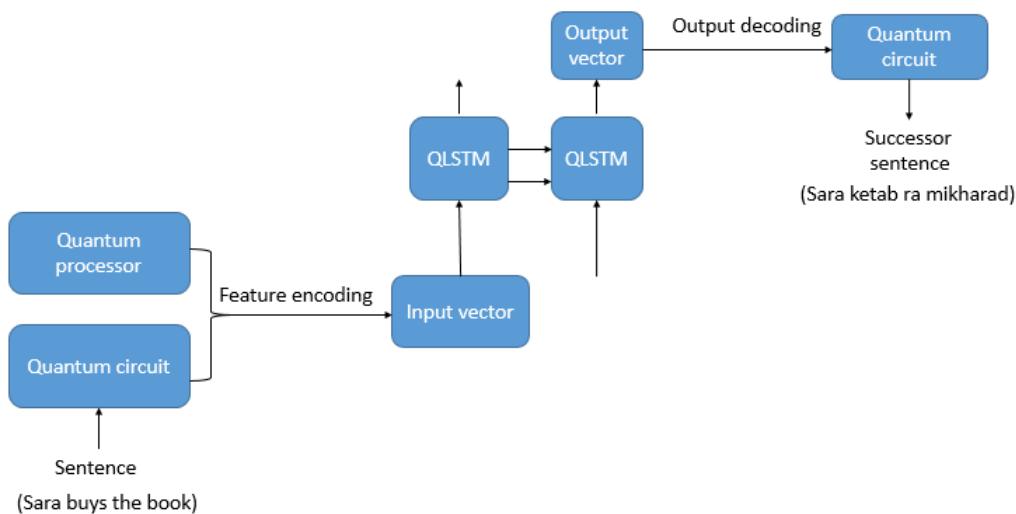 Output
vector
Output decoding
Quantum
circuit
QLSTM
QLSTM
Successor
sentence
(Sara ketab ra mikharad)
Quantum
processor
Feature encoding
Input vector
Quantum circuit
Sentence
(Sara buys the book)